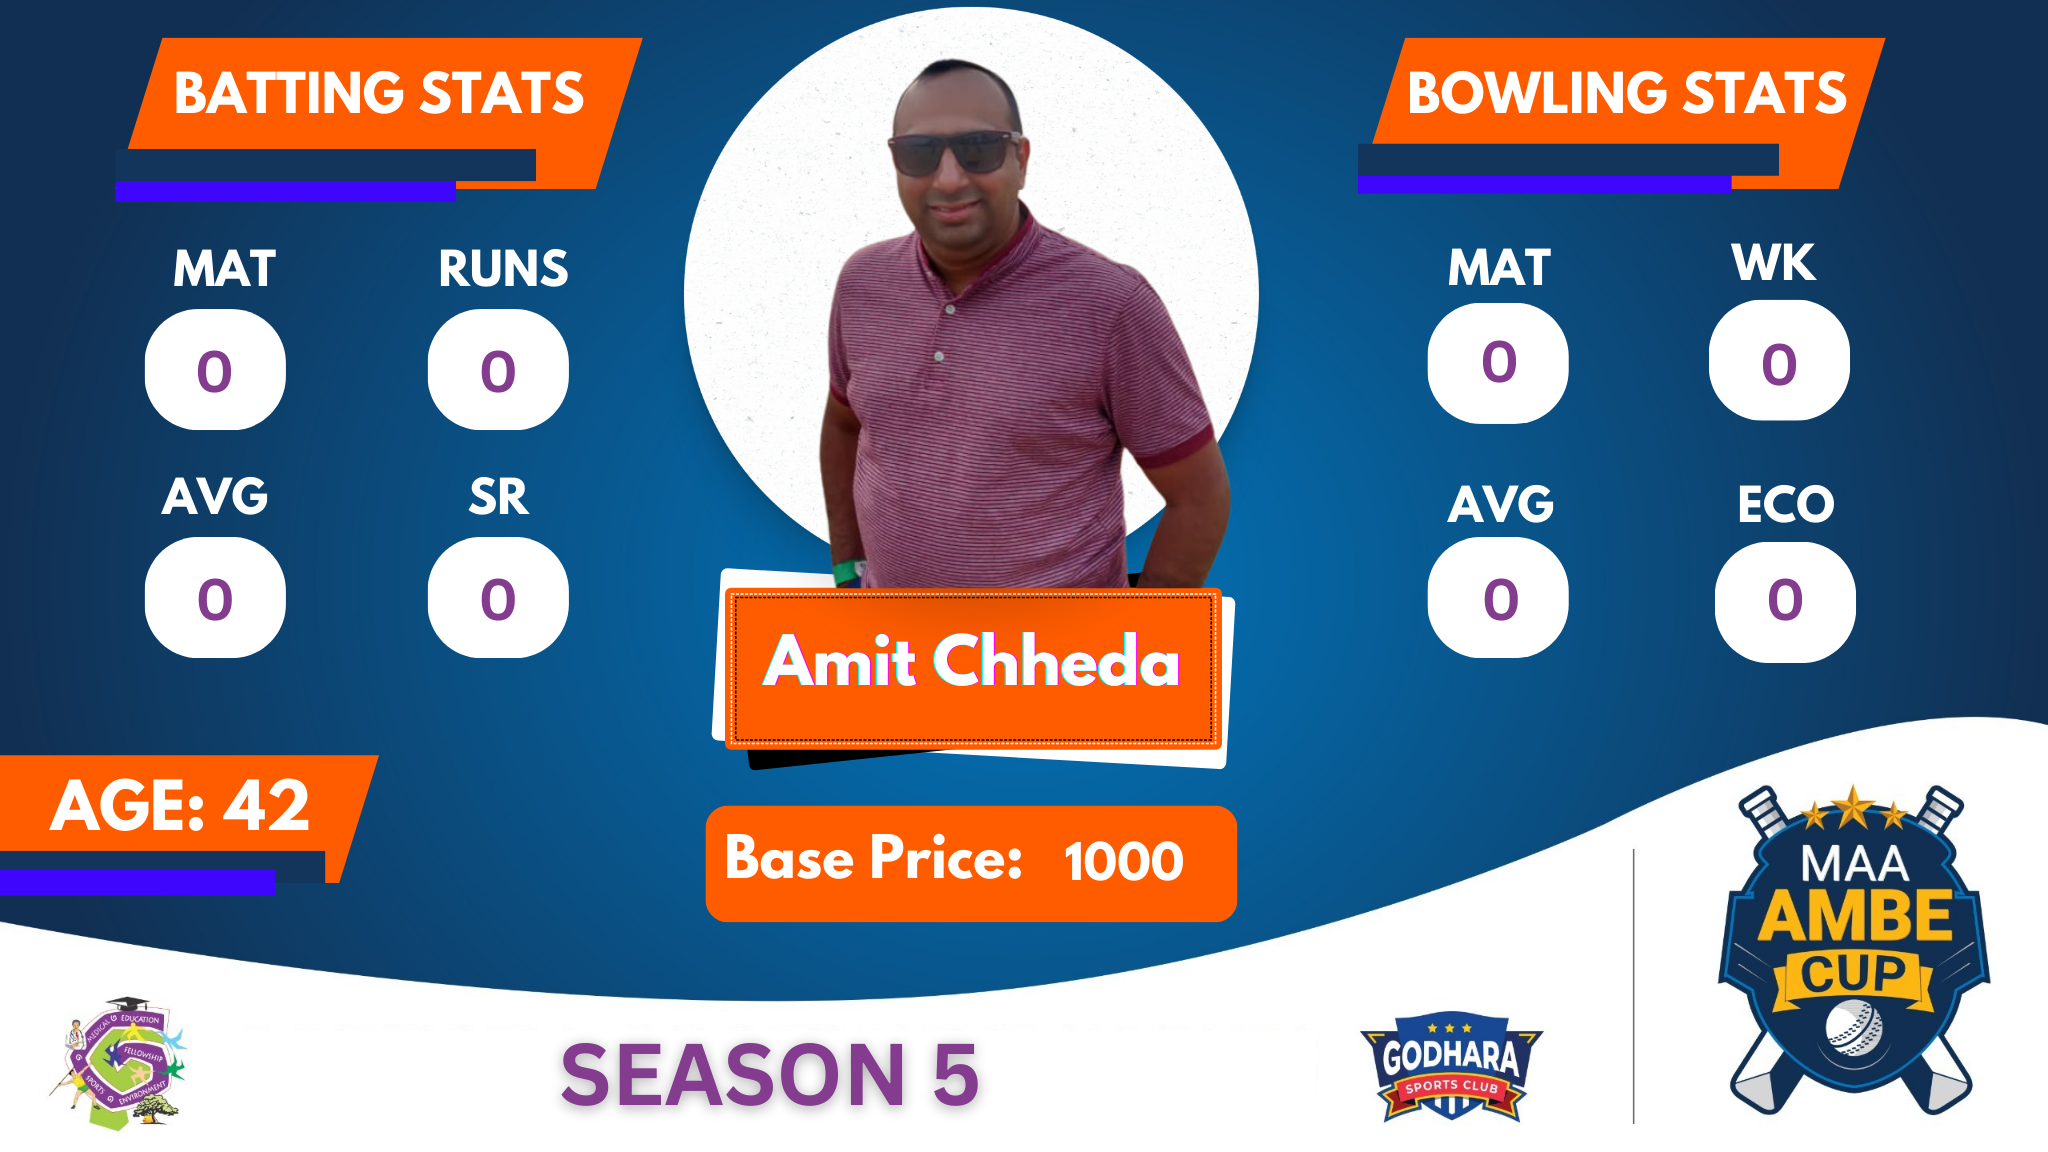 BATTING STATS
MAT
RUNS
0
0
AVG
SR
0
0
BOWLING STATS
MAT
WK
0
0
AVG
ECO
0
0
Amit Chheda
AGE: 42
Base Price: 1000
SEASON 5
MEDICAL G EDUCATION
FELLOWSHIP
G SPORTS G ENVIRONMENT
GODHARA
SPORTS CLUB
MAA
AMBE
CUP